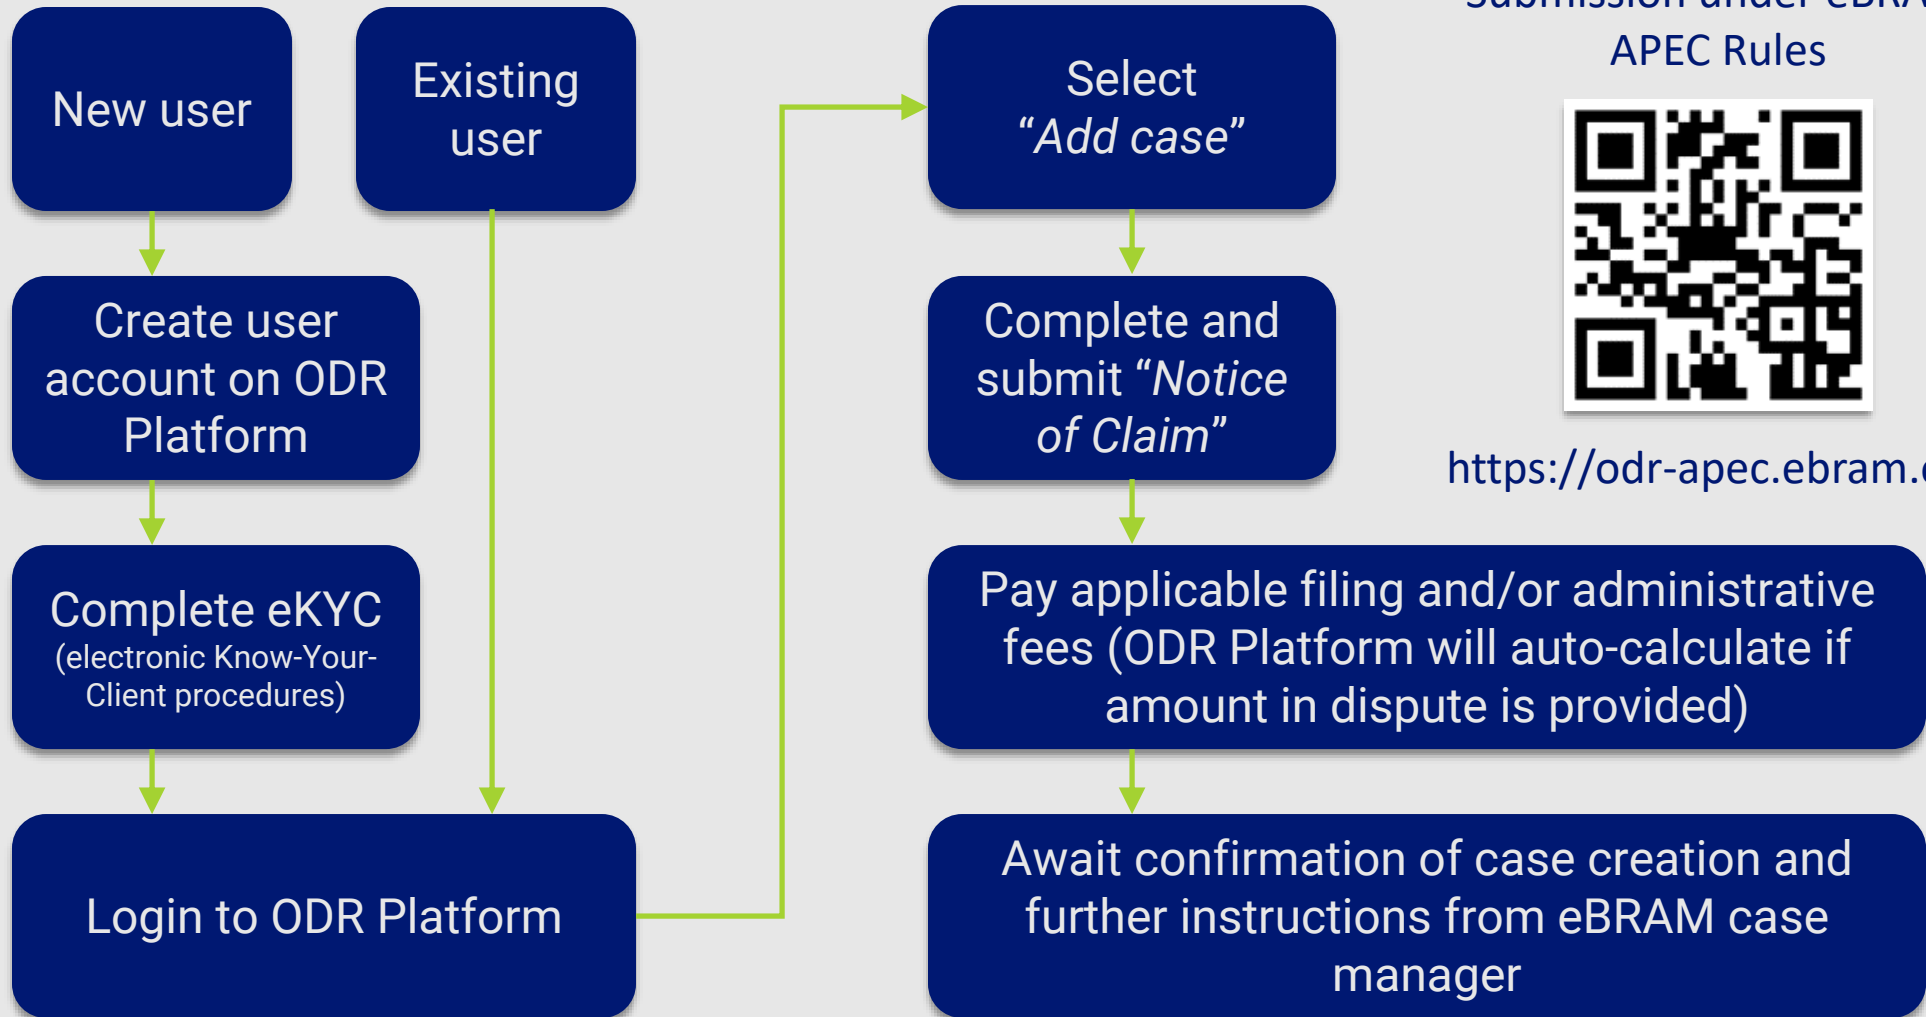 New user
Existing
user
Create user
account on ODR
Platform
Complete eKYC
(electronic Know-Your-
Client procedures)
Login to ODR Platform
Select
“Add case”
Complete and
submit “Notice
of Claim”
Pay applicable filing and/or administrative
fees (ODR Platform will auto-calculate if
amount in dispute is provided)
Await confirmation of case creation and
further instructions from eBRAM case
manager
Submission under
APEC Rules
https://odr-apec.ebram.